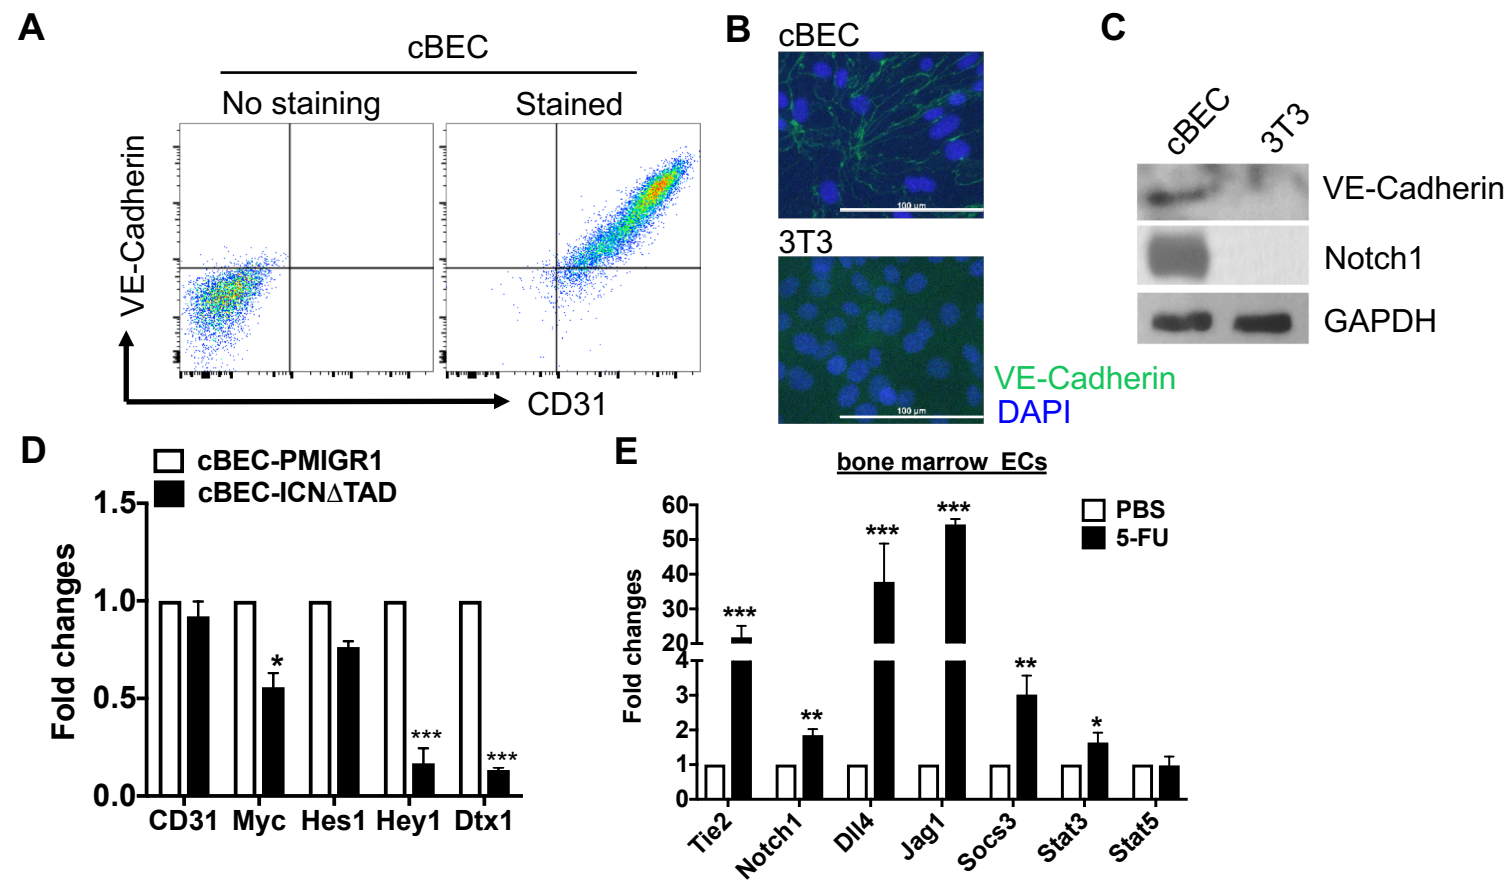 A
cBEC
No staining
Stained
VE-Cadherin
CD31
B
cBEC
100 µm
3T3
100 µm
VE-Cadherin
DAPI
C
cBEC
3T3
VE-Cadherin
Notch1
GAPDH
D
cBEC-PMIGR1
cBEC-ICN∆TAD
Fold changes
1.5
1.0
0.5
0.0
*
***
***
CD31 Myc Hes1 Hey1 Dtx1
E
bone marrow ECs
PBS
5-FU
Fold changes
60
50
40
30
20
4
3
2
1
0
***
**
***
***
**
*
Tie2
Notch1
Dll4
Jag1
Socs3
Stat3
Stat5